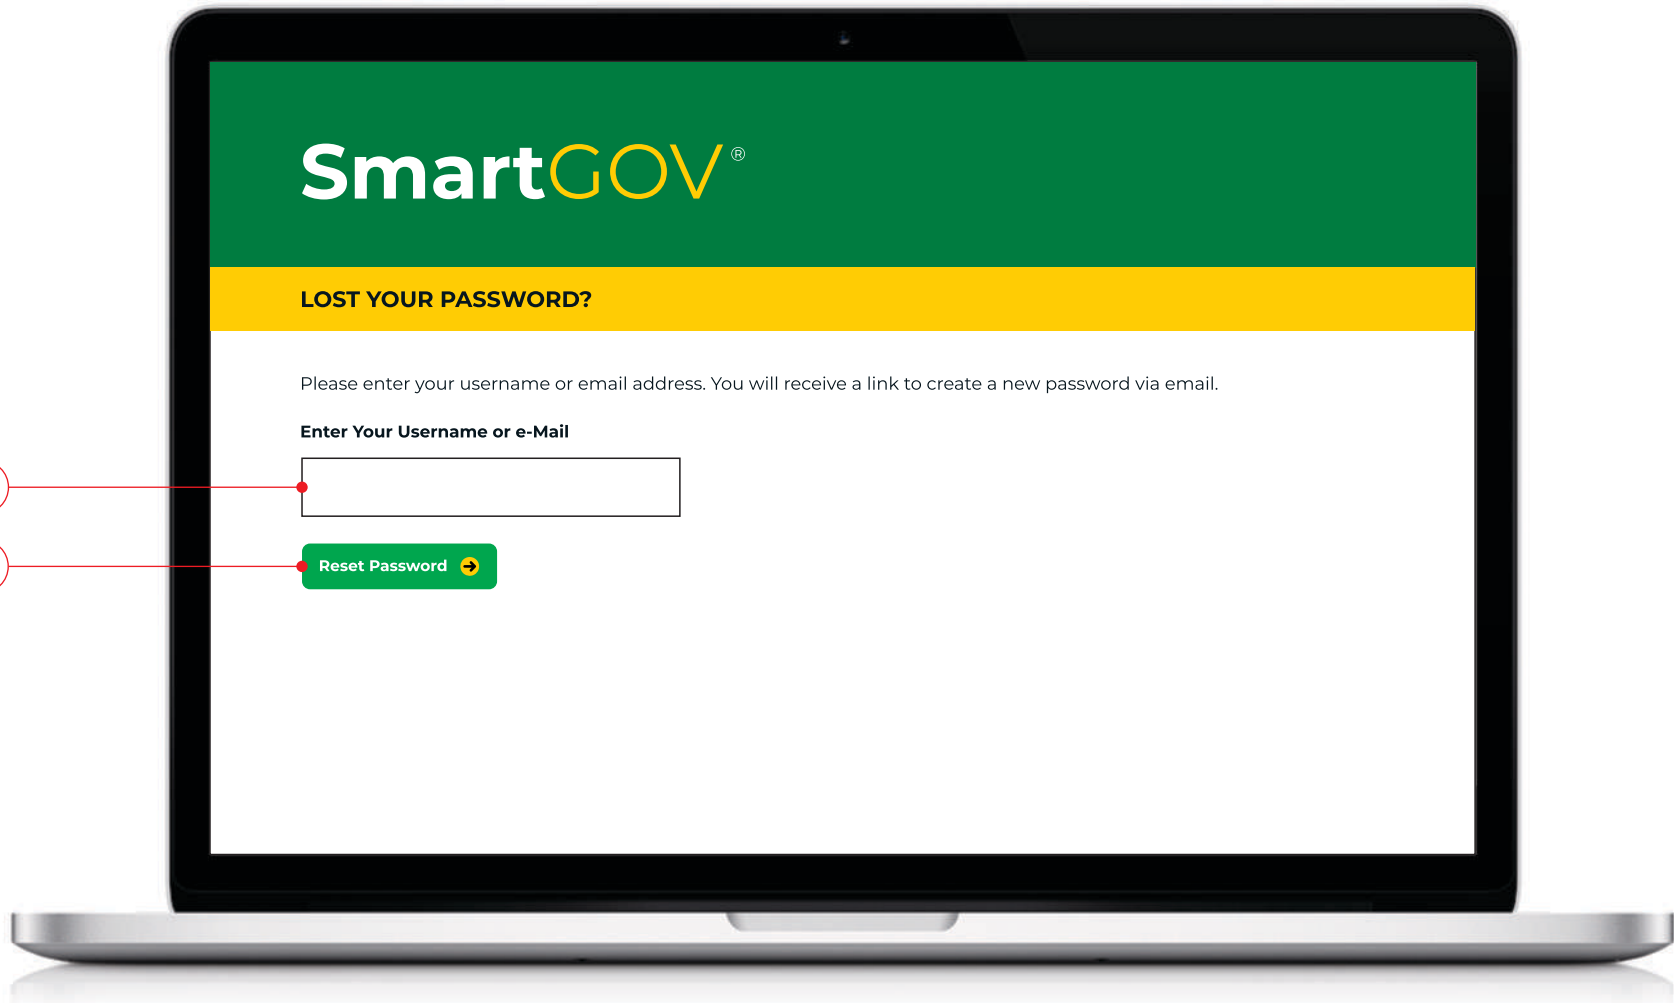 SmartGOV®
LOST YOUR PASSWORD?
Please enter your username or email address. You will receive a link to create a new password via email.
Enter Your Username or e-Mail
Reset Password